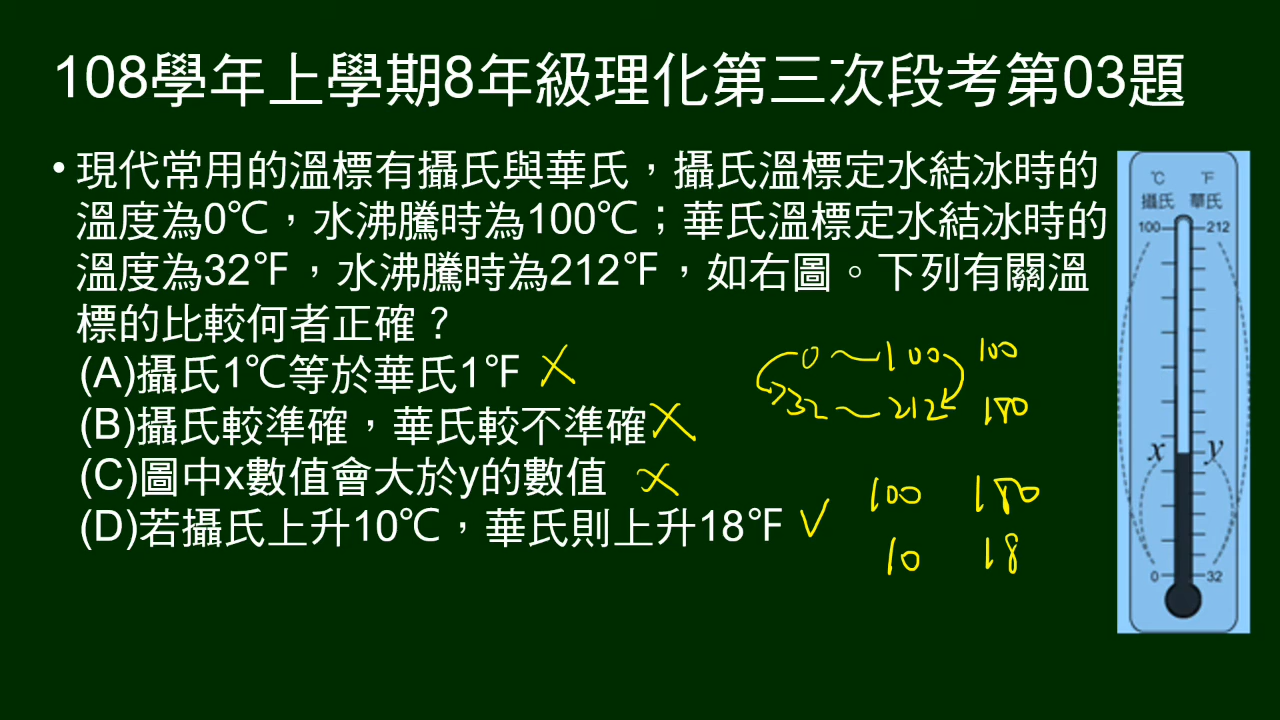 108學年上學期8年級理化第三次段考第03題
• 現代常用的溫標有攝氏與華氏，攝氏溫標定水結冰時的
溫度為0℃，水沸騰時為100℃；華氏溫標定水結冰時的
溫度為32℉，水沸騰時為212℉，如右圖。下列有關溫
標的比較何者正確？
(A)攝氏1℃等於華氏1℉ ×
(B)攝氏較準確，華氏較不準確 ×
(C)圖中x數值會大於y的數值 ×
(D)若攝氏上升10℃，華氏則上升18℉ ✓
0～100 100
32～212 180
100 180
10 18
℃ ℉
攝氏 華氏
100 212
x y
0 32